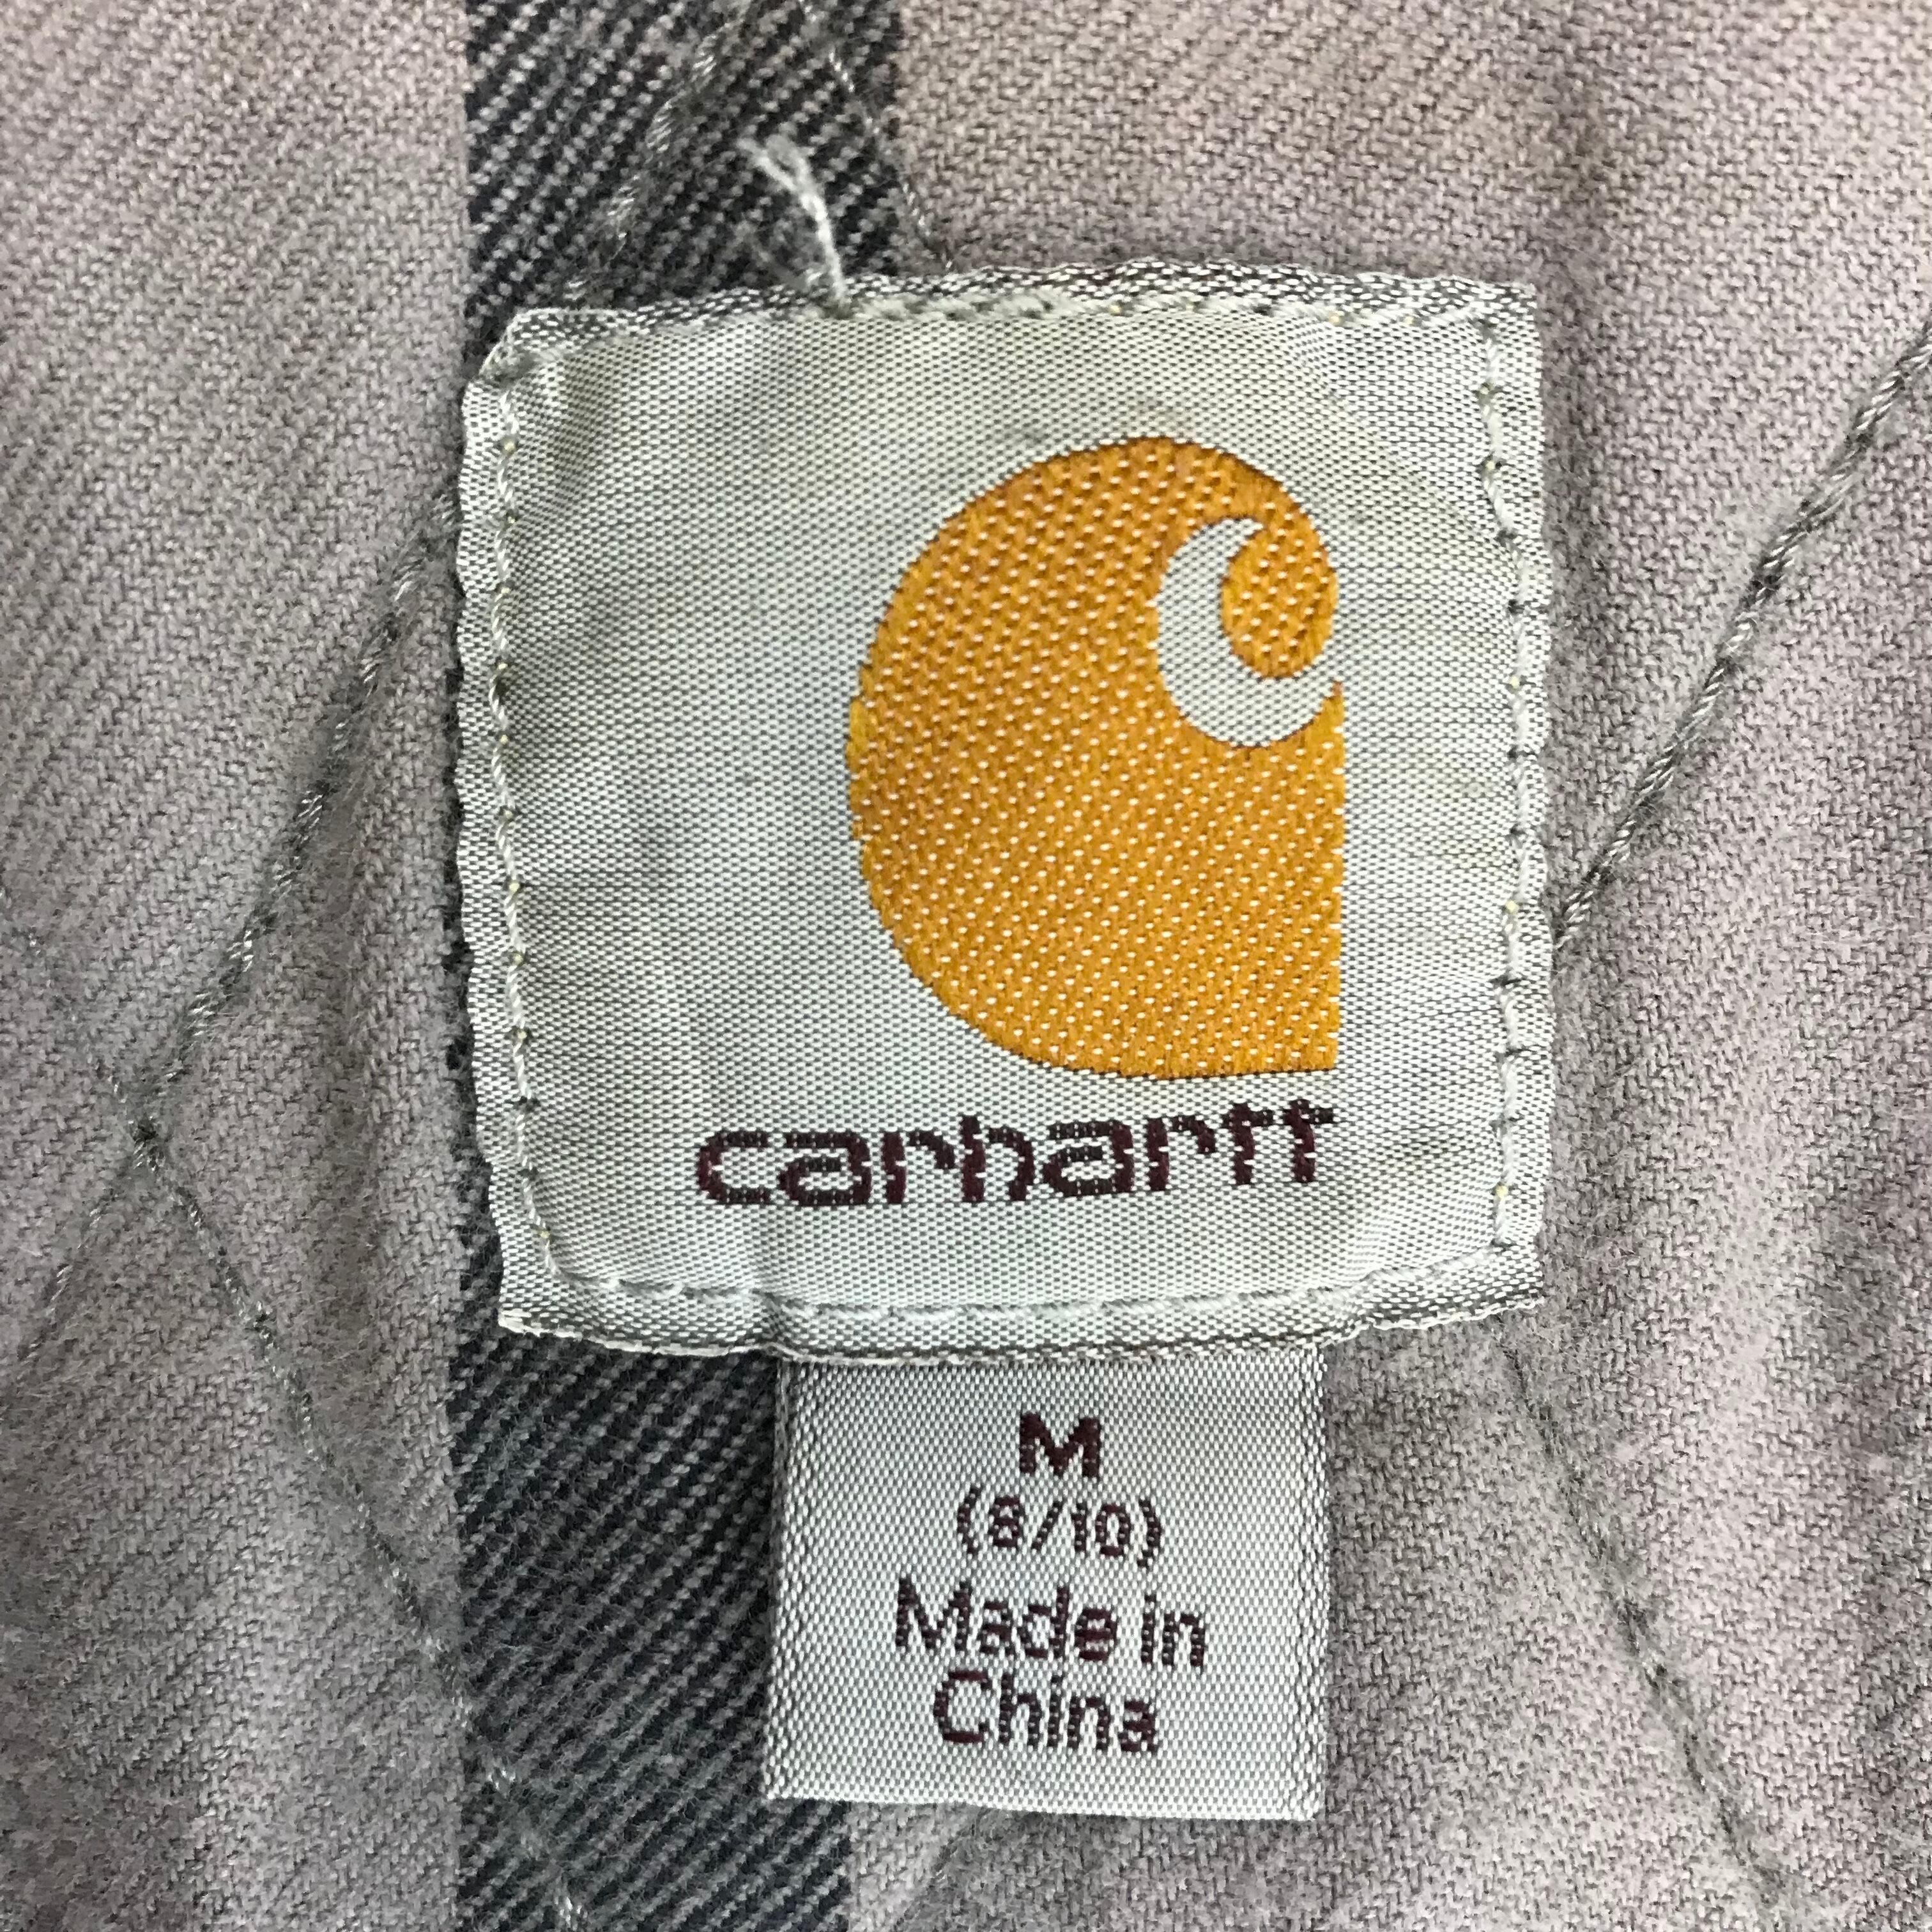 carhartt
M
(8/10)
Made in
China